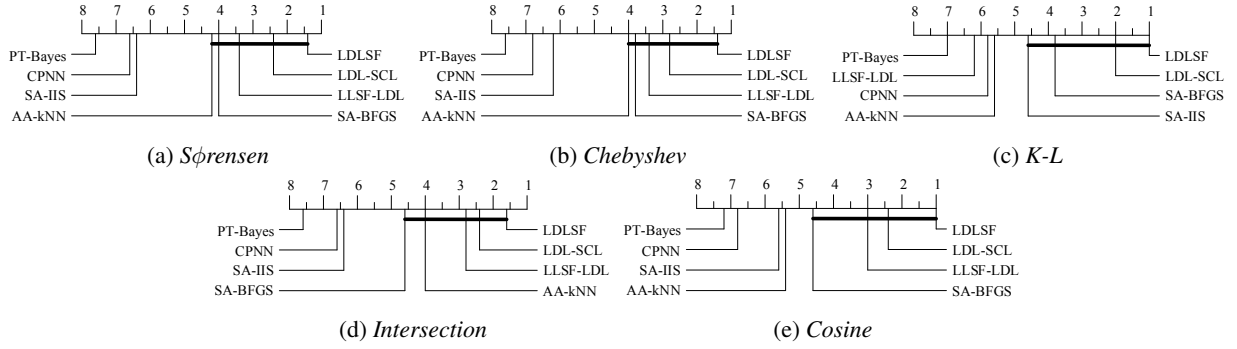 8 7 6 5 4 3 2 1
PT-Bayes
CPNN
SA-IIS
AA-kNN
LDLSF
LDL-SCL
LLSF-LDL
SA-BFGS
(a) Sϕrensen
8 7 6 5 4 3 2 1
PT-Bayes
CPNN
SA-IIS
AA-kNN
LDLSF
LDL-SCL
LLSF-LDL
SA-BFGS
(b) Chebyshev
8 7 6 5 4 3 2 1
PT-Bayes
LLSF-LDL
CPNN
AA-kNN
LDLSF
LDL-SCL
SA-BFGS
SA-IIS
(c) K-L
8 7 6 5 4 3 2 1
PT-Bayes
CPNN
SA-IIS
SA-BFGS
LDLSF
LDL-SCL
LLSF-LDL
AA-kNN
(d) Intersection
8 7 6 5 4 3 2 1
PT-Bayes
CPNN
SA-IIS
AA-kNN
LDLSF
LDL-SCL
LLSF-LDL
SA-BFGS
(e) Cosine